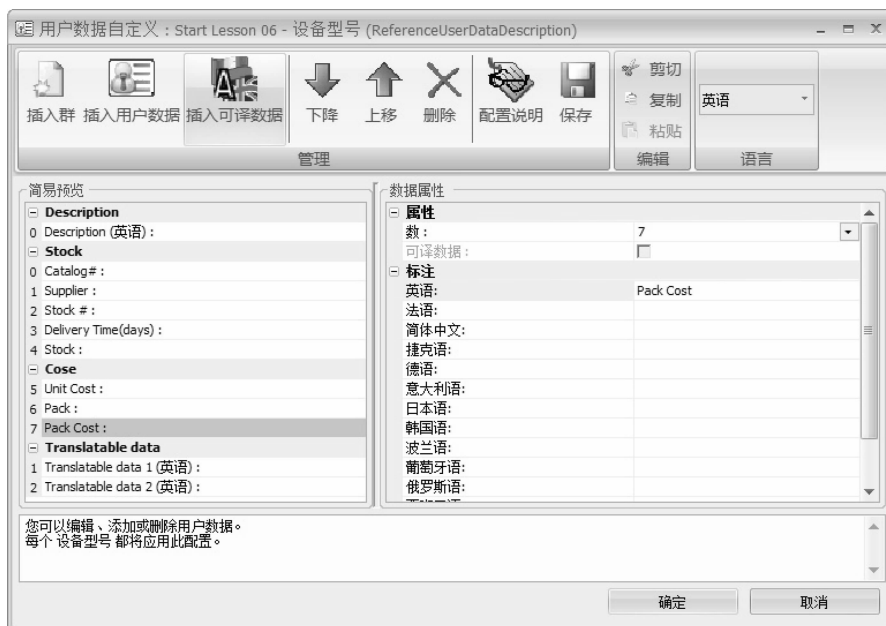 用户数据自定义：Start Lesson 06 - 设备型号 (ReferenceUserDataDescription)
插入群 插入用户数据 插入可译数据 下降 上移 删除 配置说明 保存
管理
剪切
复制
粘贴
编辑
英语
语言
简易预览
Description
0 Description (英语)：
Stock
0 Catalog#：
1 Supplier：
2 Stock #：
3 Delivery Time(days)：
4 Stock：
Cose
5 Unit Cost：
6 Pack：
7 Pack Cost：
Translatable data
1 Translatable data 1 (英语)：
2 Translatable data 2 (英语)：
数据属性
属性
数： 7
可译数据：
标注
英语: Pack Cost
法语:
简体中文:
捷克语:
德语:
意大利语:
日本语:
韩国语:
波兰语:
葡萄牙语:
俄罗斯语:
您可以编辑、添加或删除用户数据。
每个 设备型号 都将应用此配置。
确定 取消